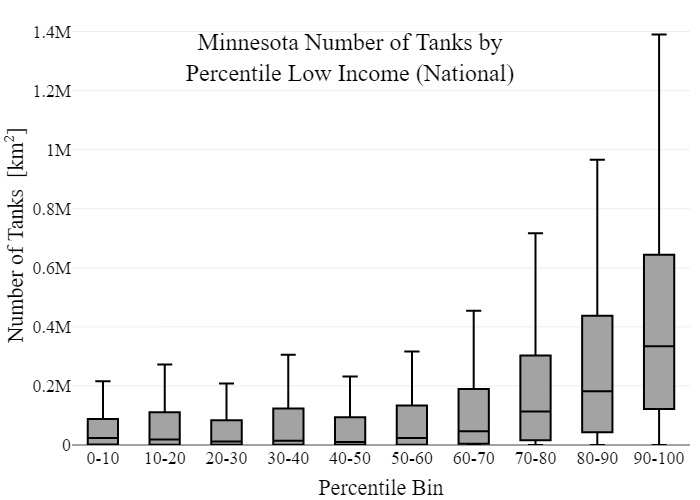 Minnesota Number of Tanks by
Percentile Low Income (National)
Number of Tanks [km²]
1.4M
1.2M
1M
0.8M
0.6M
0.4M
0.2M
0
0-10 10-20 20-30 30-40 40-50 50-60 60-70 70-80 80-90 90-100
Percentile Bin